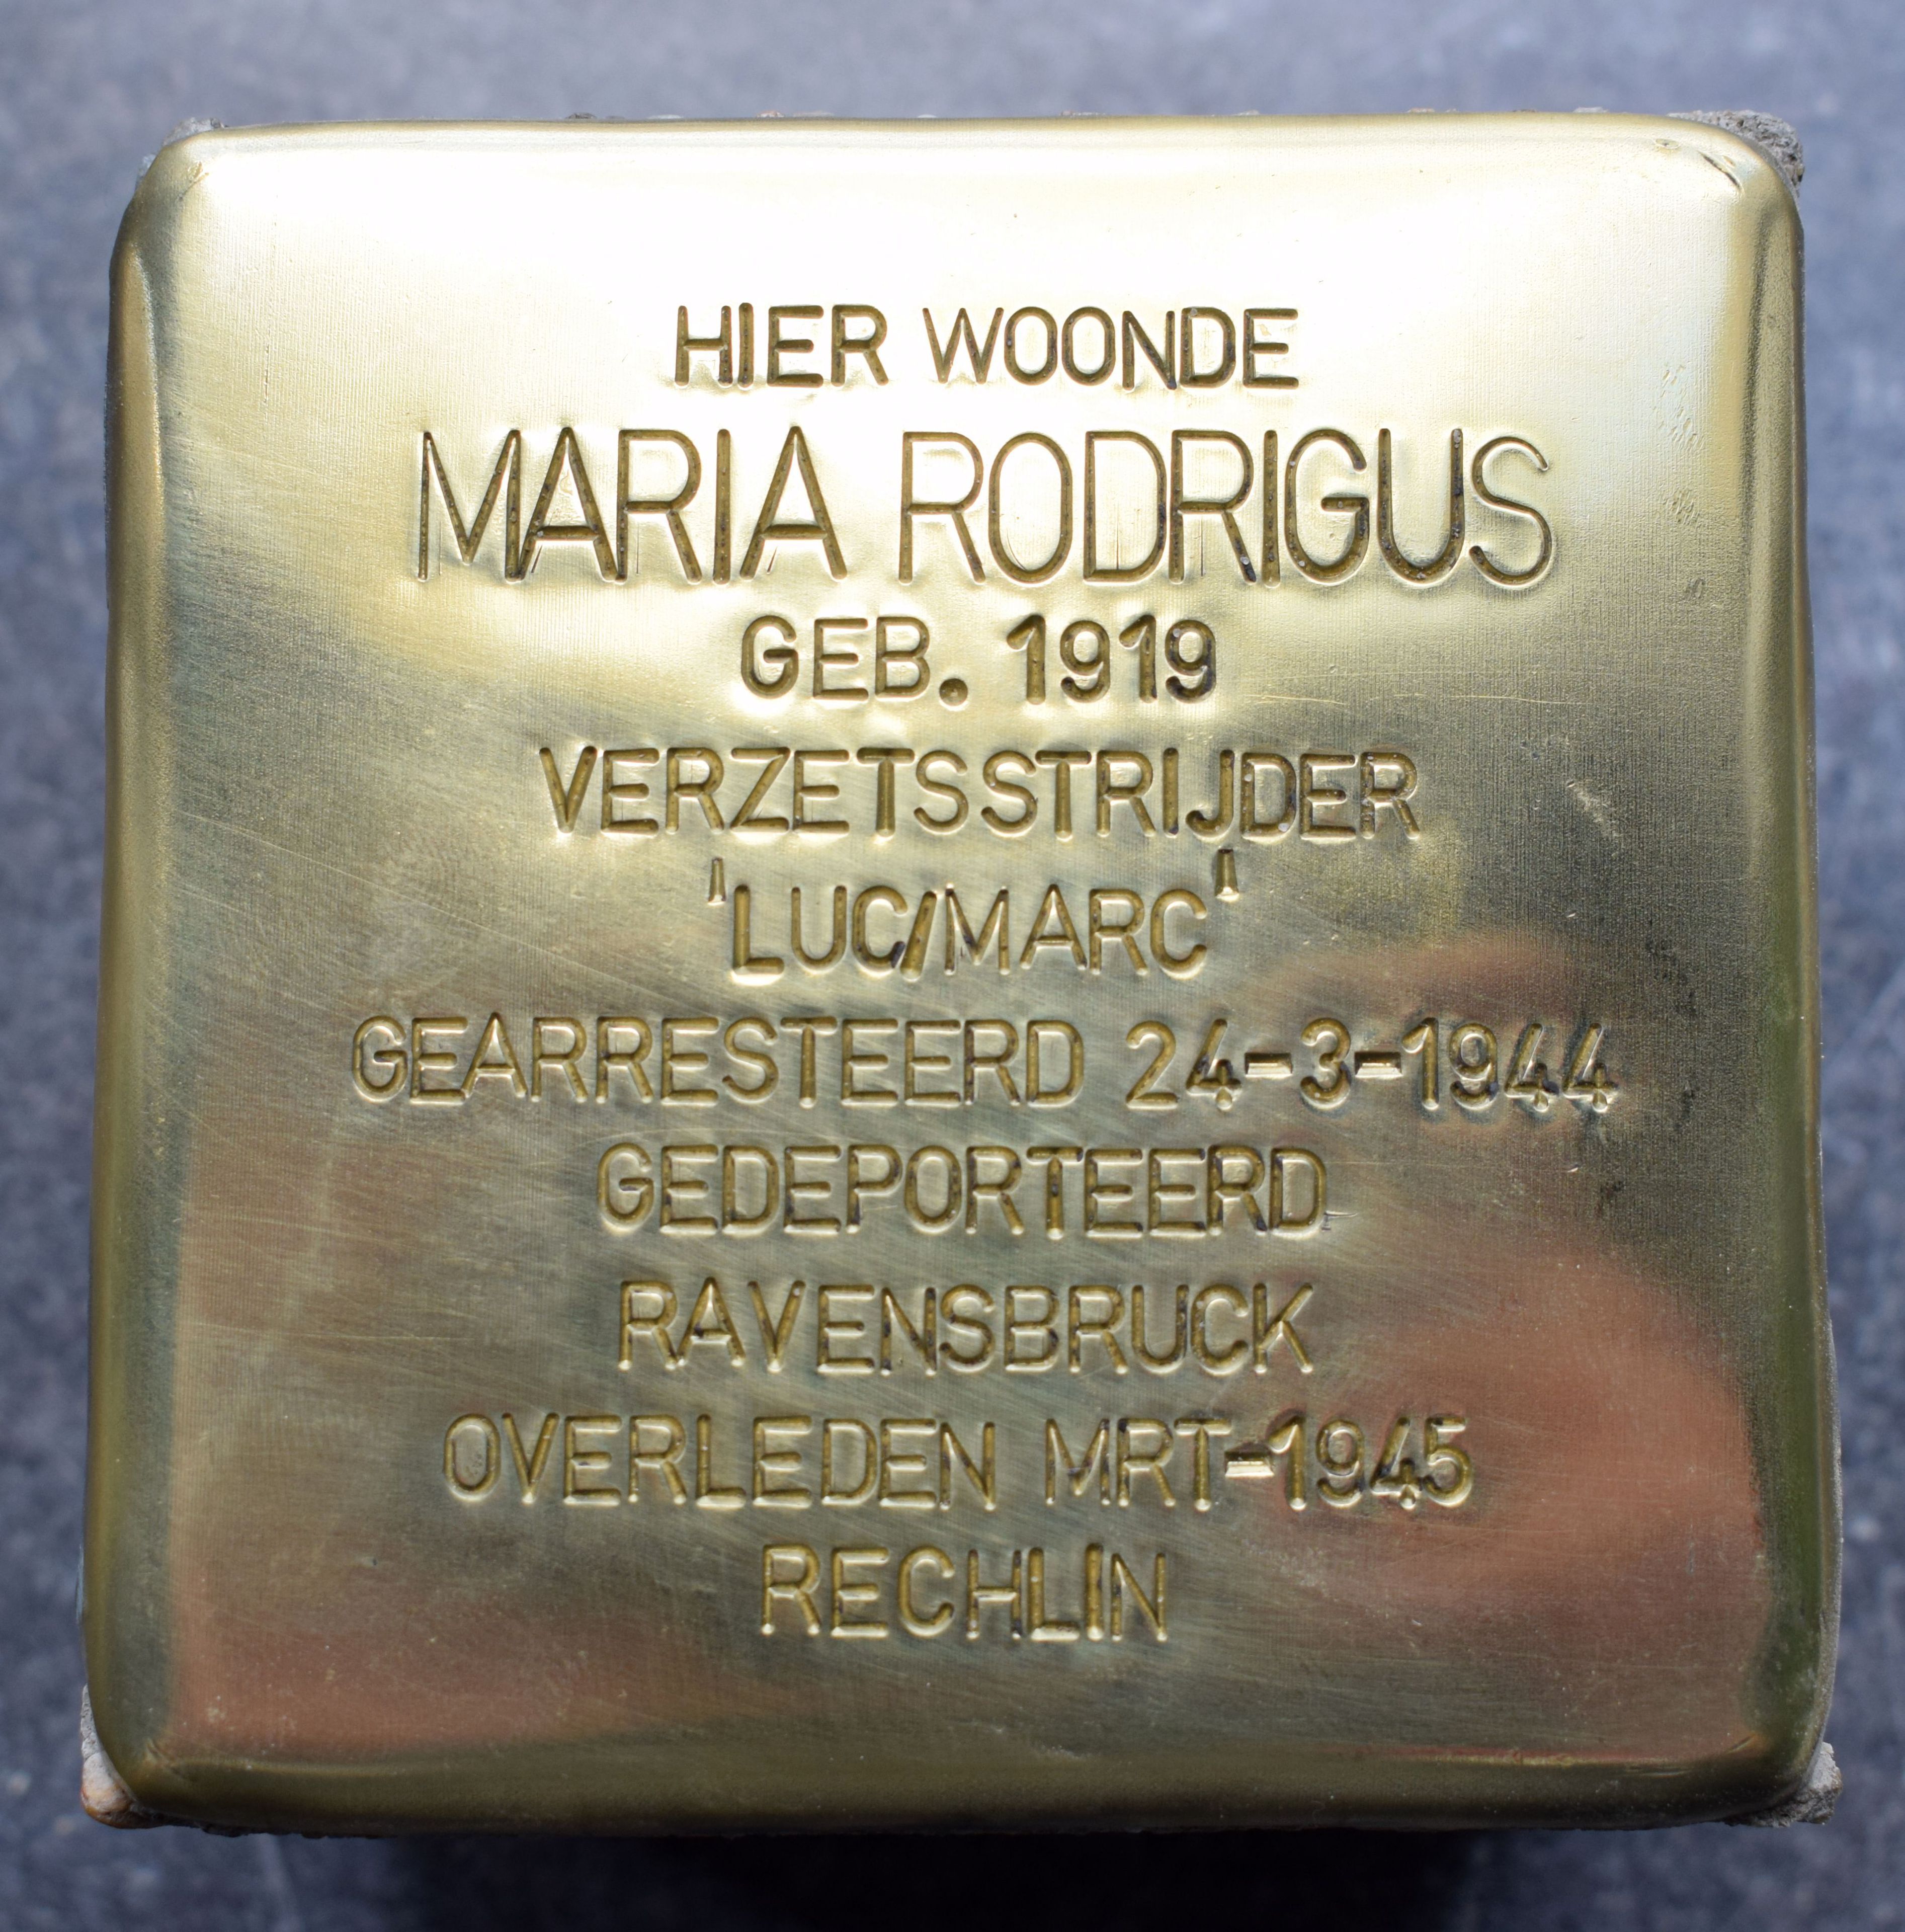 HIER WOONDE
MARIA RODRIGUS
GEB. 1919
VERZETSSTRIJDER
'LUC/MARC'
GEARRESTEERD 24-3-1944
GEDEPORTEERD
RAVENSBRUCK
OVERLEDEN MRT-1945
RECHLIN